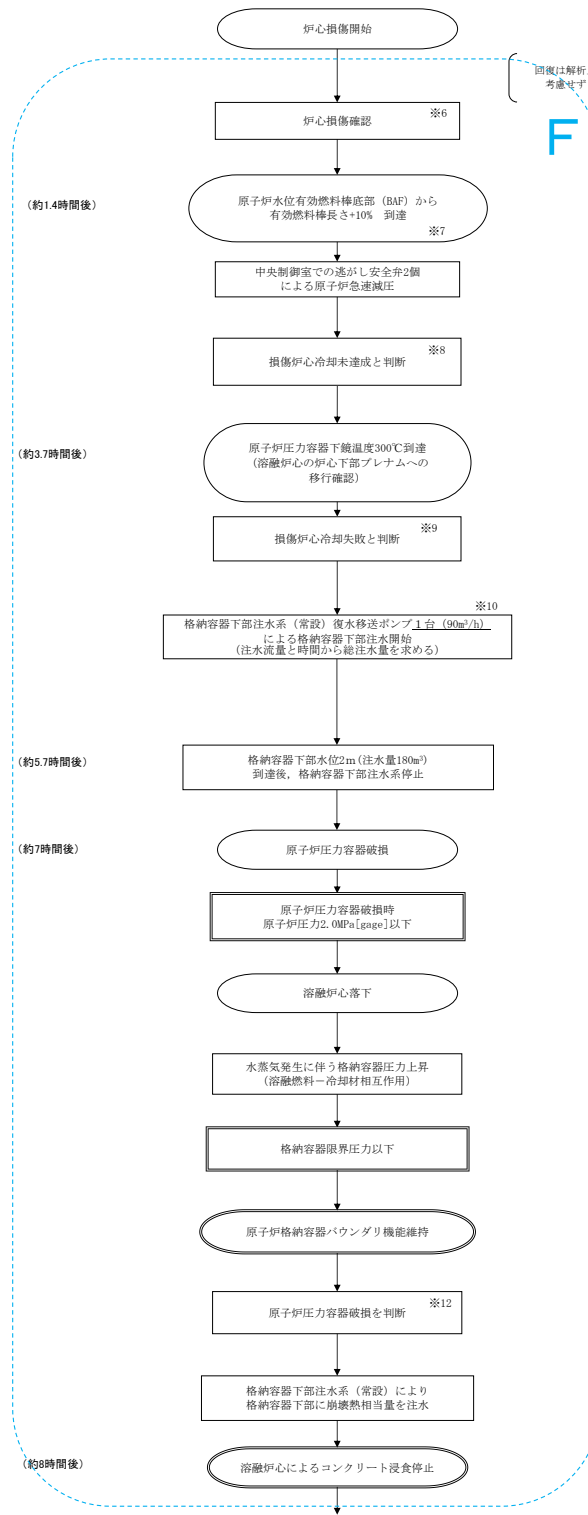 炉心損傷開始
回復は解析
考慮せず
F
※6
炉心損傷確認
(約1.4時間後)
原子炉水位有効燃料棒底部（BAF）から
有効燃料棒長さ+10%　到達
※7
中央制御室での逃がし安全弁2個
による原子炉急速減圧
※8
損傷炉心冷却未達成と判断
(約3.7時間後)
原子炉圧力容器下鏡温度300℃到達
(溶融炉心の炉心下部プレナムへの
移行確認)
※9
損傷炉心冷却失敗と判断
※10
格納容器下部注水系（常設）復水移送ポンプ１台（90m³/h）
による格納容器下部注水開始
(注水流量と時間から総注水量を求める)
(約5.7時間後)
格納容器下部水位2m(注水量180m³)
到達後，格納容器下部注水系停止
(約7時間後)
原子炉圧力容器破損
原子炉圧力容器破損時
原子炉圧力2.0MPa[gage]以下
溶融炉心落下
水蒸気発生に伴う格納容器圧力上昇
(溶融燃料－冷却材相互作用)
格納容器限界圧力以下
原子炉格納容器バウンダリ機能維持
※12
原子炉圧力容器破損を判断
格納容器下部注水系（常設）により
格納容器下部に崩壊熱相当量を注水
(約8時間後)
溶融炉心によるコンクリート浸食停止